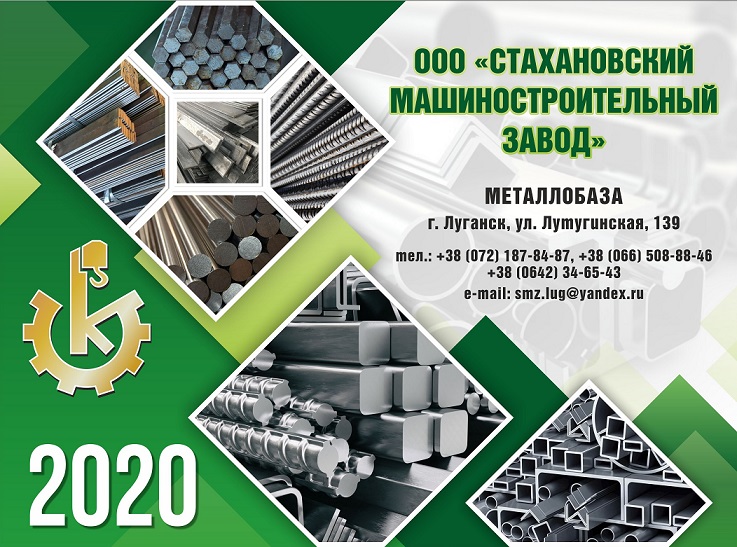 ООО «СТАХАНОВСКИЙ
МАШИНОСТРОИТЕЛЬНЫЙ
ЗАВОД»
МЕТАЛЛОБАЗА
г. Луганск, ул. Лутугинская, 139
тел.: +38 (072) 187-84-87, +38 (066) 508-88-46
+38 (0642) 34-65-43
e-mail: smz.lug@yandex.ru
К
2020